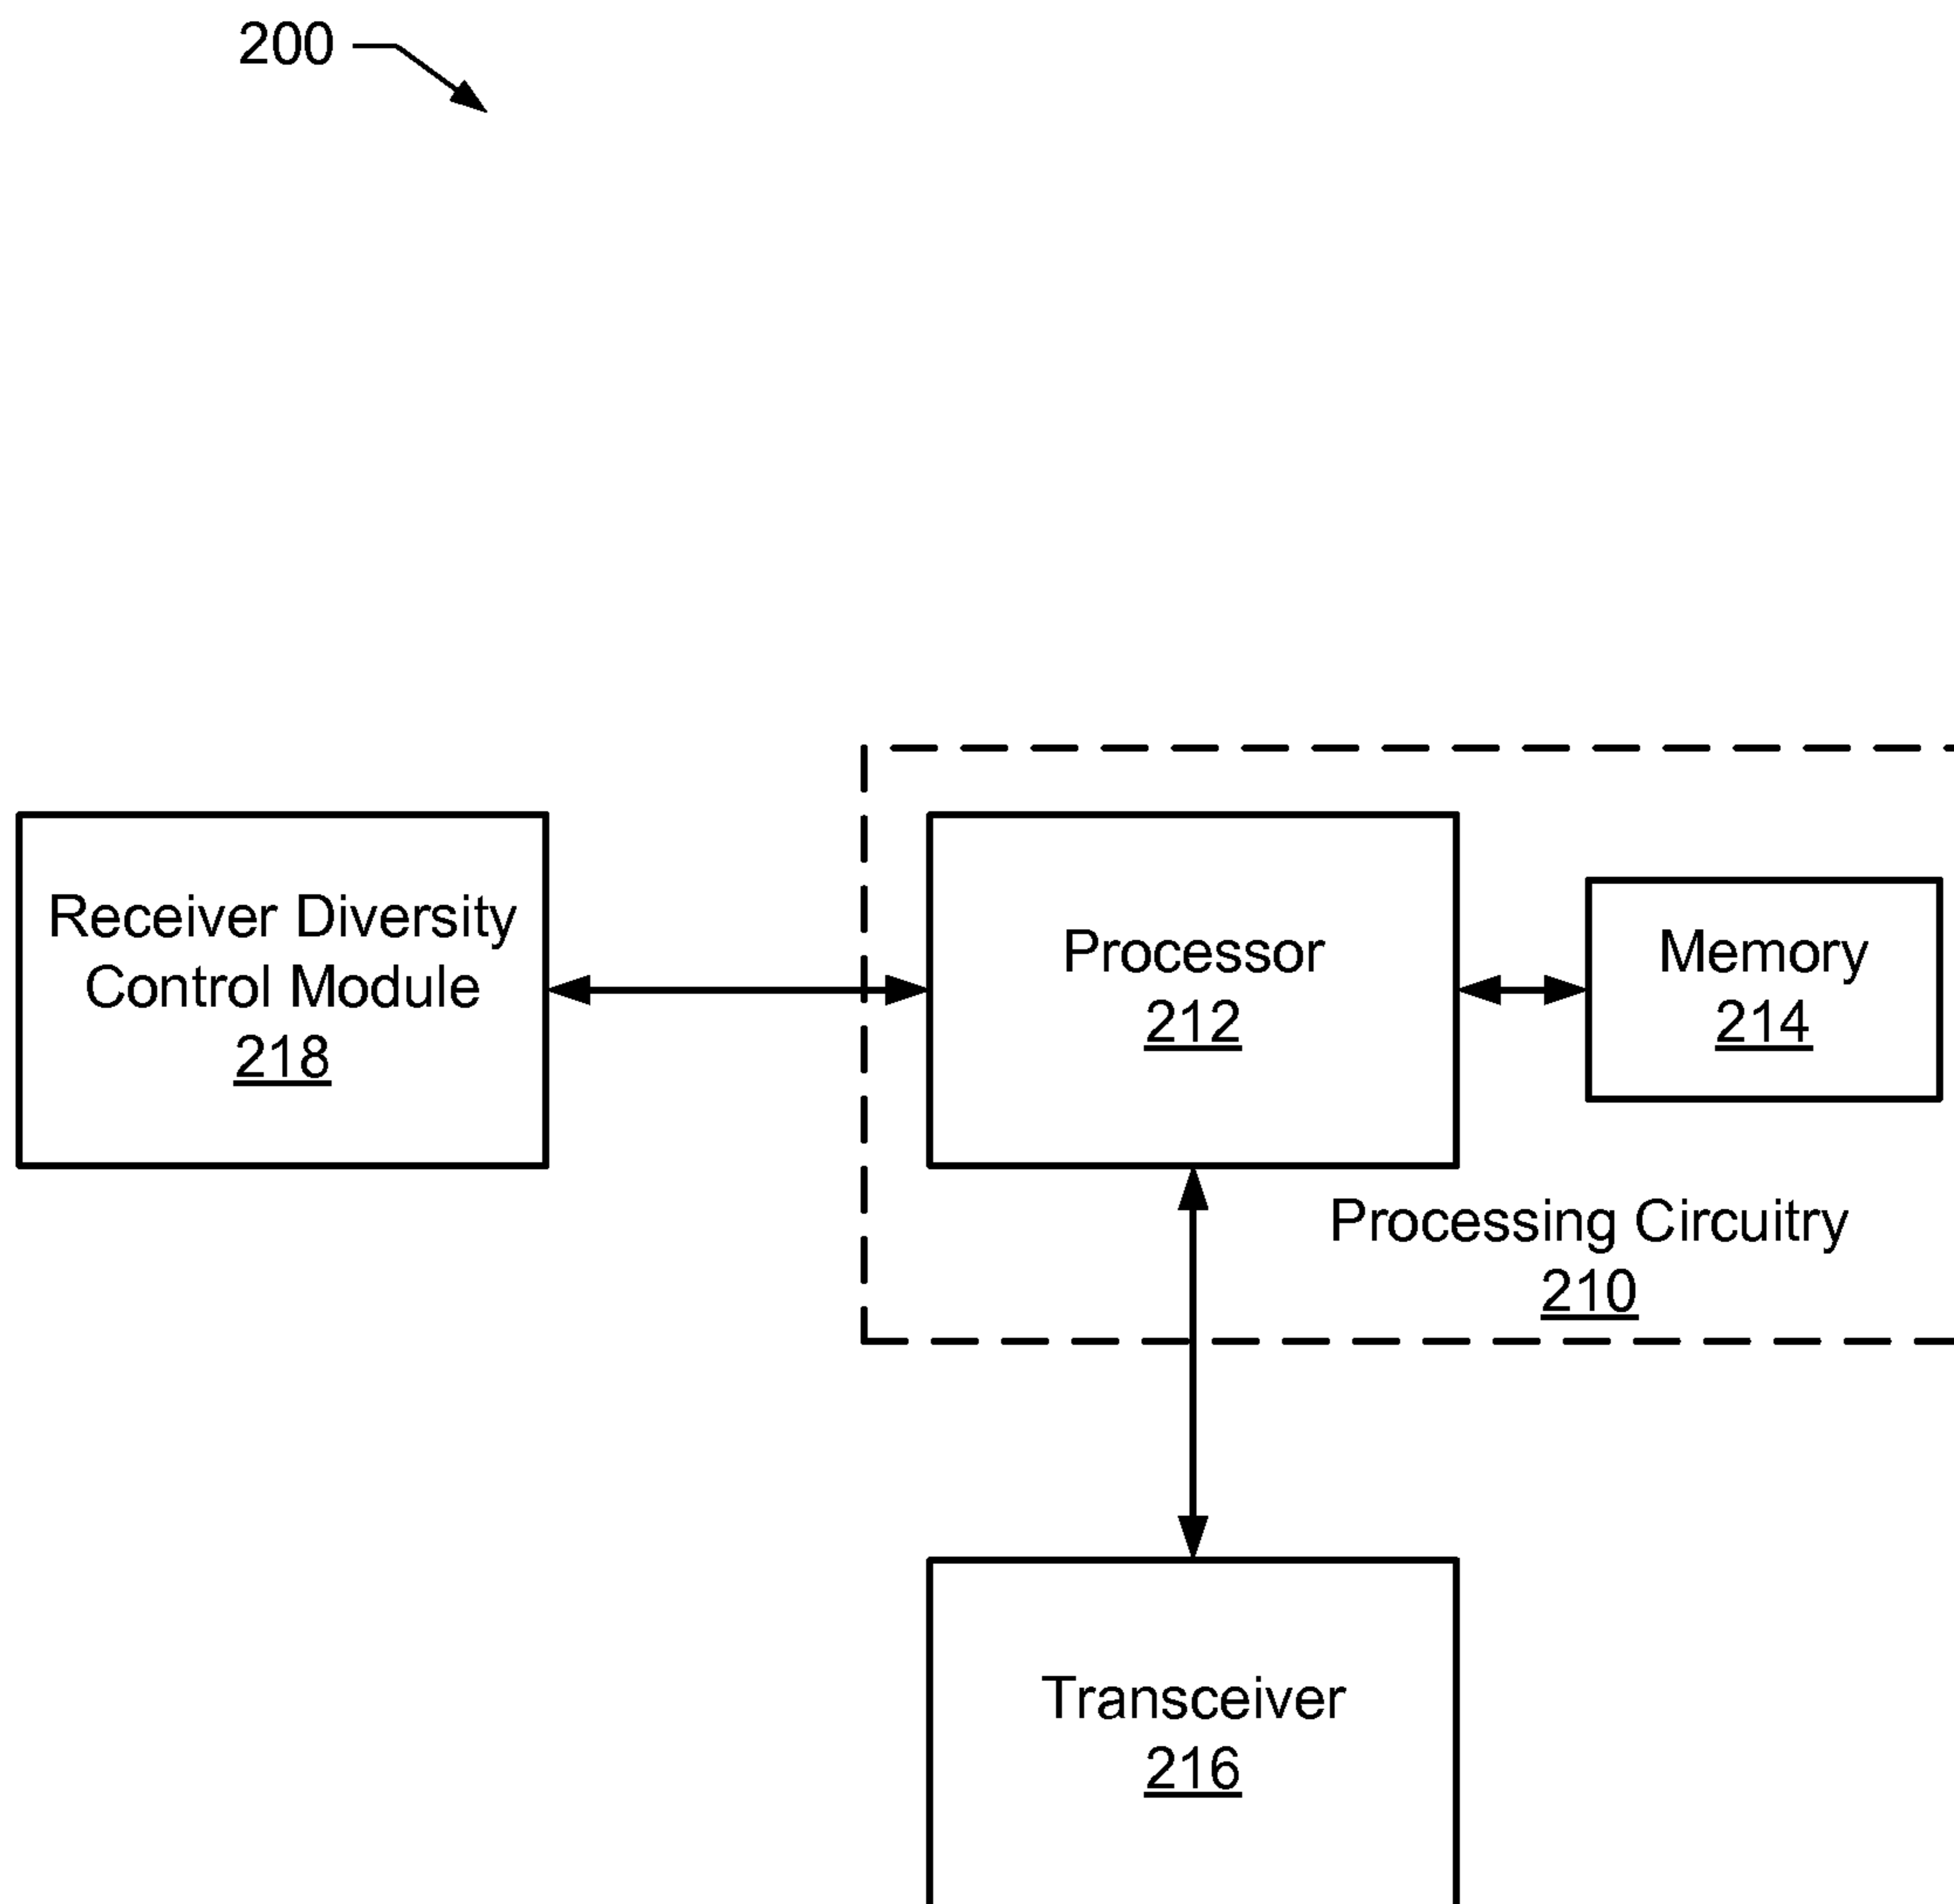 200
Receiver Diversity
Control Module
218
Processor
212
Memory
214
Processing Circuitry
210
Transceiver
216